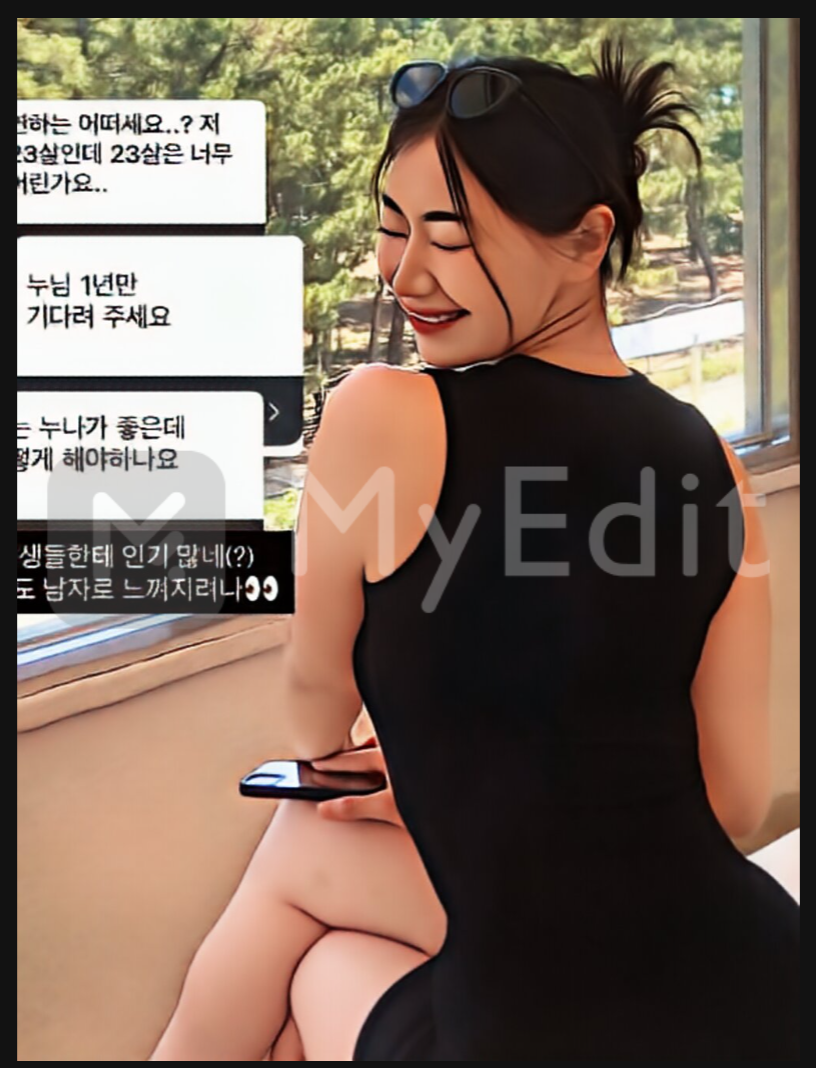 연하는 어떠세요..? 저
23살인데 23살은 너무
어린가요..
누님 1년만
기다려 주세요
는 누나가 좋은데
떻게 해야하나요
생들한테 인기 많네(?)
도 남자로 느껴지려나👀
MyEdit